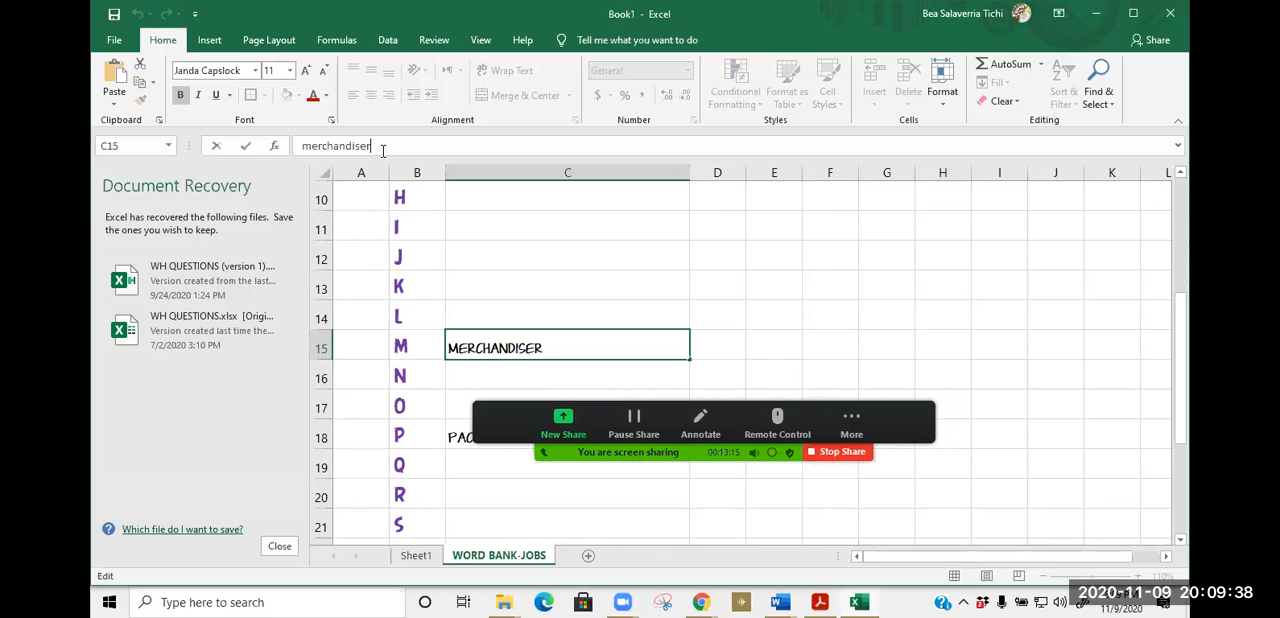 Book1 - Excel
Bea Salaverria Tichi
File Home Insert Page Layout Formulas Data Review View Help Tell me what you want to do Share
Paste
Clipboard
Janda Capslock 11
B I U
Font
Wrap Text
Merge & Center
Alignment
General
$ %
Number
Conditional Formatting
Format as Table
Cell Styles
Styles
Insert Delete Format
Cells
AutoSum
Fill
Clear
Sort & Filter
Find & Select
Editing
C15
fx
merchandiser
Document Recovery
Excel has recovered the following files. Save
the ones you wish to keep.
WH QUESTIONS (version 1)....
Version created from the last...
9/24/2020 1:24 PM
WH QUESTIONS.xlsx [Origi...
Version created last time the...
7/2/2020 3:10 PM
Which file do I want to save?
Close
A B C D E F G H I J K L
10 H
11 I
12 J
13 K
14 L
15 M MERCHANDISER
16 N
17 O
18 P PAC
19 Q
20 R
21 S
New Share
Pause Share
Annotate
Remote Control
More
You are screen sharing 00:13:15 Stop Share
Sheet1 WORD BANK-JOBS
Edit
110%
Type here to search
2020-11-09 20:09:38
11/9/2020